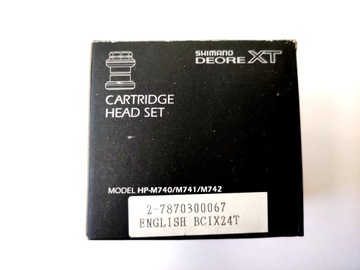 SHIMANO
DEORE XT
CARTRIDGE
HEAD SET
MODEL HP-M740/M741/M742
2-7870300067
ENGLISH BCIX24T